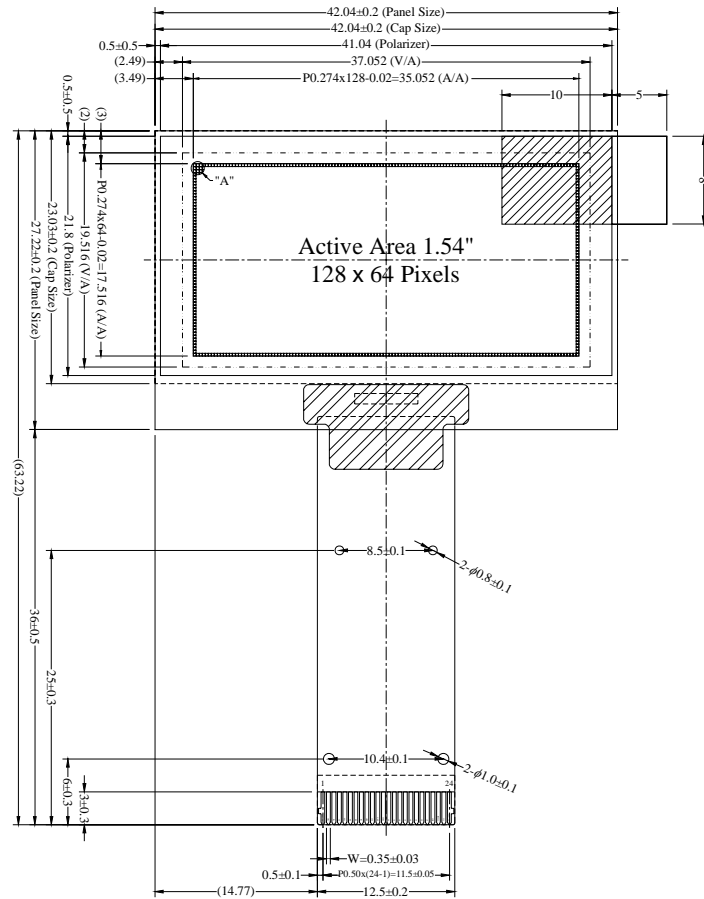 42.04±0.2 (Panel Size)
42.04±0.2 (Cap Size)
0.5±0.5
41.04 (Polarizer)
(2.49)
37.052 (V/A)
(3.49)
P0.274x128-0.02=35.052 (A/A)
10
5
0.5±0.5
(2)
(3)
8
"A"
P0.274x64-0.02=17.516 (A/A)
19.516 (V/A)
21.8 (Polarizer)
23.03±0.2 (Cap Size)
27.22±0.2 (Panel Size)
Active Area 1.54"
128 x 64 Pixels
(63.22)
36±0.5
25±0.3
6±0.3
3±0.3
8.5±0.1
2-ϕ0.8±0.1
10.4±0.1
2-ϕ1.0±0.1
1
24
W=0.35±0.03
0.5±0.1
P0.50x(24-1)=11.5±0.05
(14.77)
12.5±0.2